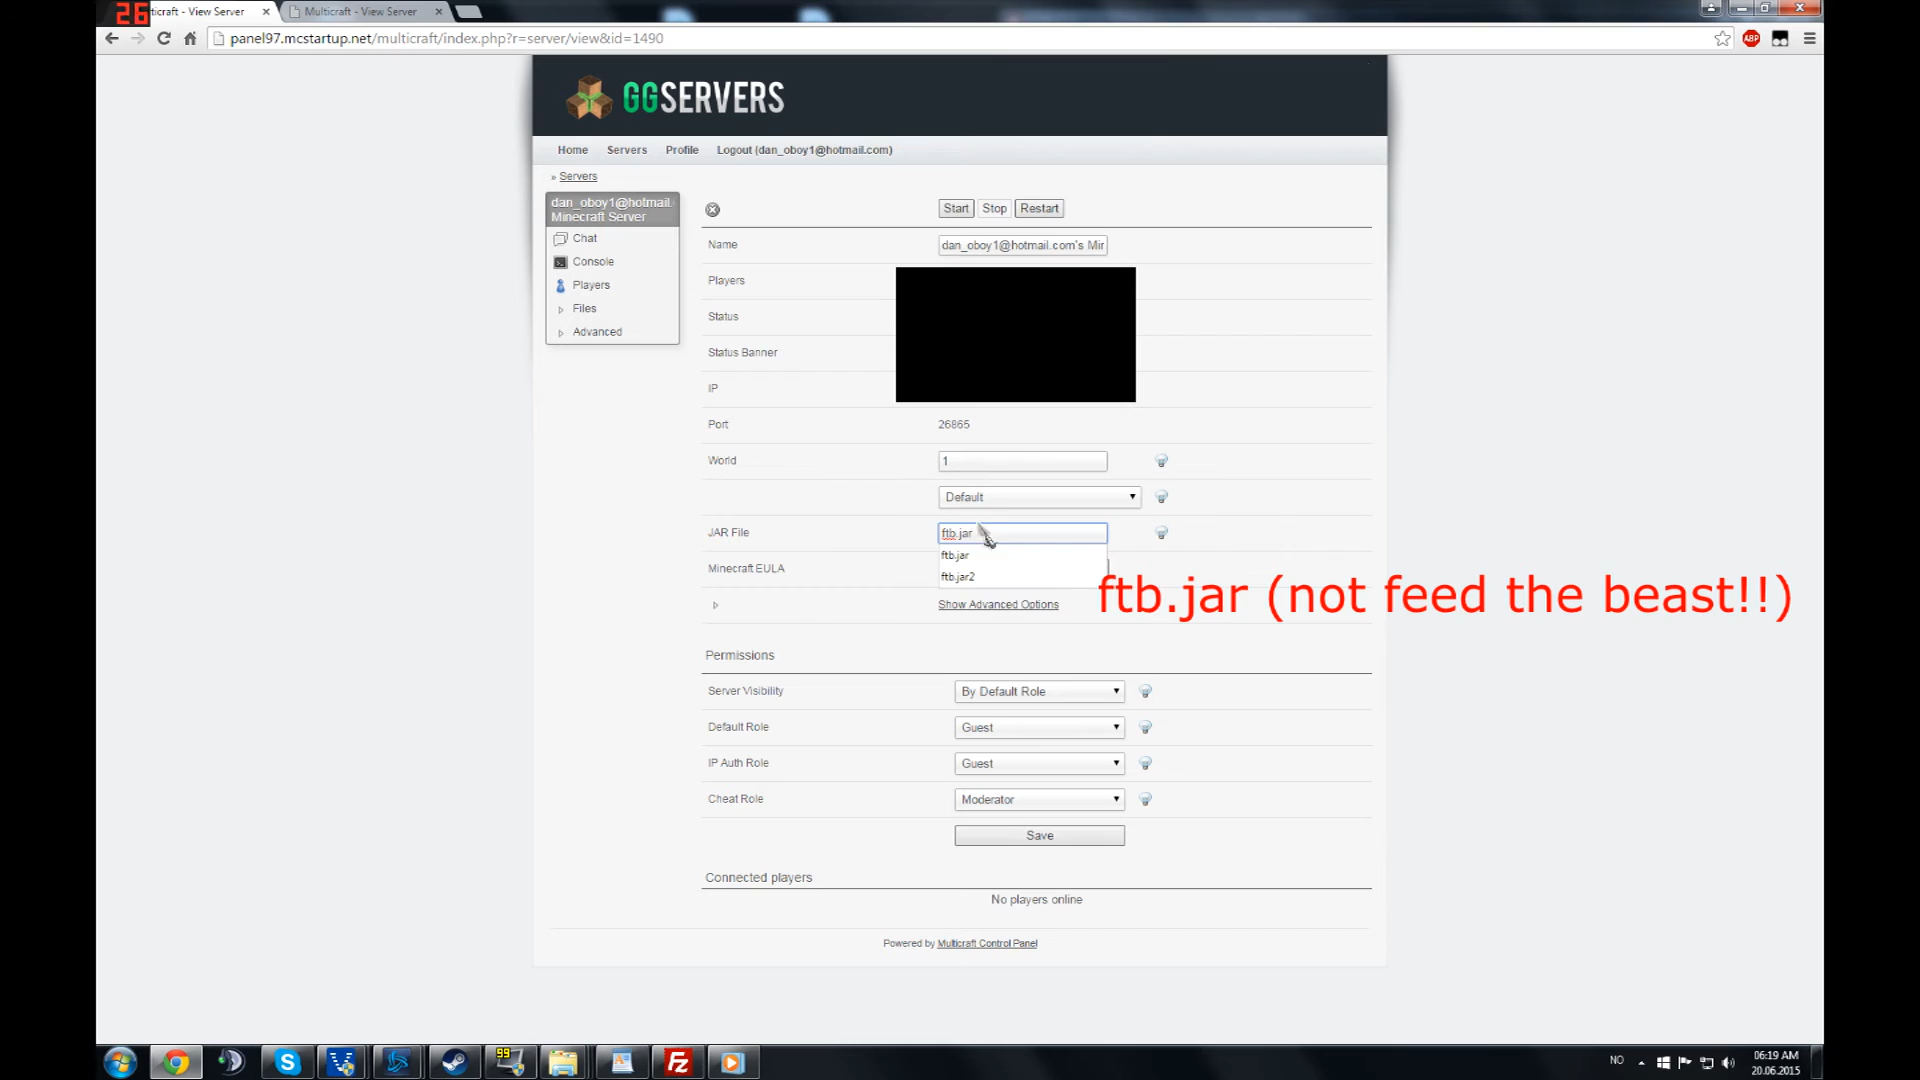 26
ticraft - View Server
Multicraft - View Server
panel97.mcstartup.net/multicraft/index.php?r=server/view&id=1490
ABP
GGSERVERS
Home Servers Profile Logout (dan_oboy1@hotmail.com)
» Servers
dan_oboy1@hotmail.
Minecraft Server
Chat
Console
Players
Files
Advanced
Start Stop Restart
Name dan_oboy1@hotmail.com's Mir
Players
Status
Status Banner
IP
Port 26865
World 1
Default
JAR File ftb.jar
ftb.jar
ftb.jar2
Minecraft EULA
Show Advanced Options
ftb.jar (not feed the beast!!)
Permissions
Server Visibility By Default Role
Default Role Guest
IP Auth Role Guest
Cheat Role Moderator
Save
Connected players
No players online
Powered by Multicraft Control Panel
99
NO
06:19 AM
20.06.2015